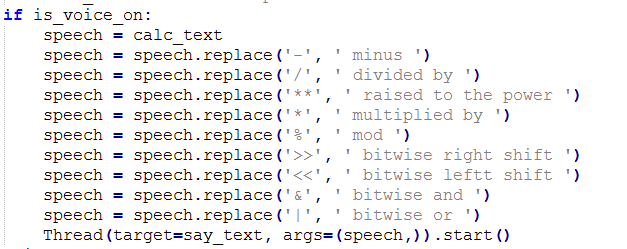 if is_voice_on:
    speech = calc_text
    speech = speech.replace('-', ' minus ')
    speech = speech.replace('/', ' divided by ')
    speech = speech.replace('**', ' raised to the power ')
    speech = speech.replace('*', ' multiplied by ')
    speech = speech.replace('%', ' mod ')
    speech = speech.replace('>>', ' bitwise right shift ')
    speech = speech.replace('<<', ' bitwise leftt shift ')
    speech = speech.replace('&', ' bitwise and ')
    speech = speech.replace('|', ' bitwise or ')
    Thread(target=say_text, args=(speech,)).start()